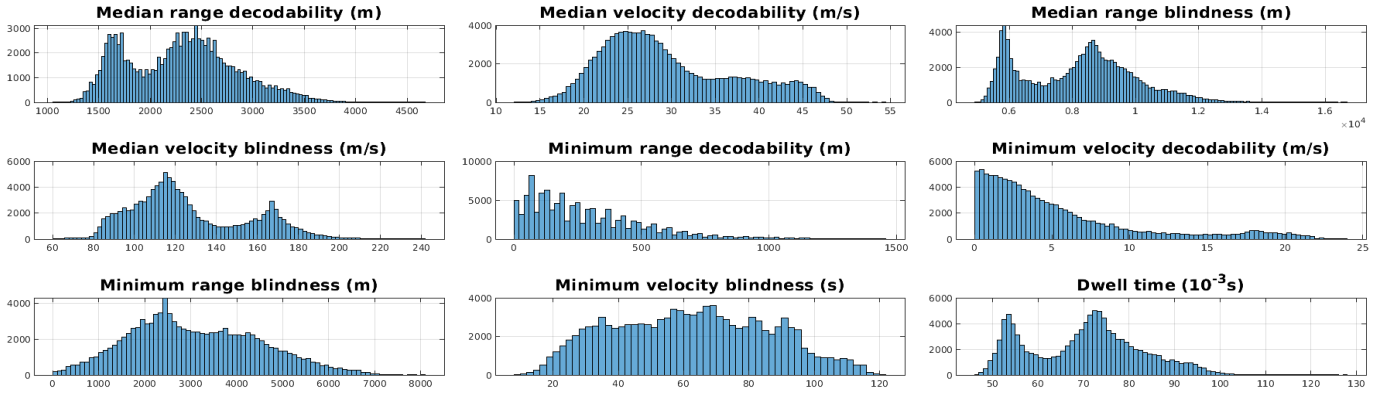 Median range decodability (m)
3000
2000
1000
0
1000 1500 2000 2500 3000 3500 4000 4500
Median velocity decodability (m/s)
4000
2000
0
10 15 20 25 30 35 40 45 50 55
Median range blindness (m)
4000
2000
0
0.6 0.8 1 1.2 1.4 1.6
×10⁴
Median velocity blindness (m/s)
6000
4000
2000
0
60 80 100 120 140 160 180 200 220 240
Minimum range decodability (m)
10000
5000
0
0 500 1000 1500
Minimum velocity decodability (m/s)
6000
4000
2000
0
0 5 10 15 20 25
Minimum range blindness (m)
4000
2000
0
0 1000 2000 3000 4000 5000 6000 7000 8000
Minimum velocity blindness (s)
4000
2000
0
20 40 60 80 100 120
Dwell time (10⁻³s)
6000
4000
2000
0
50 60 70 80 90 100 110 120 130